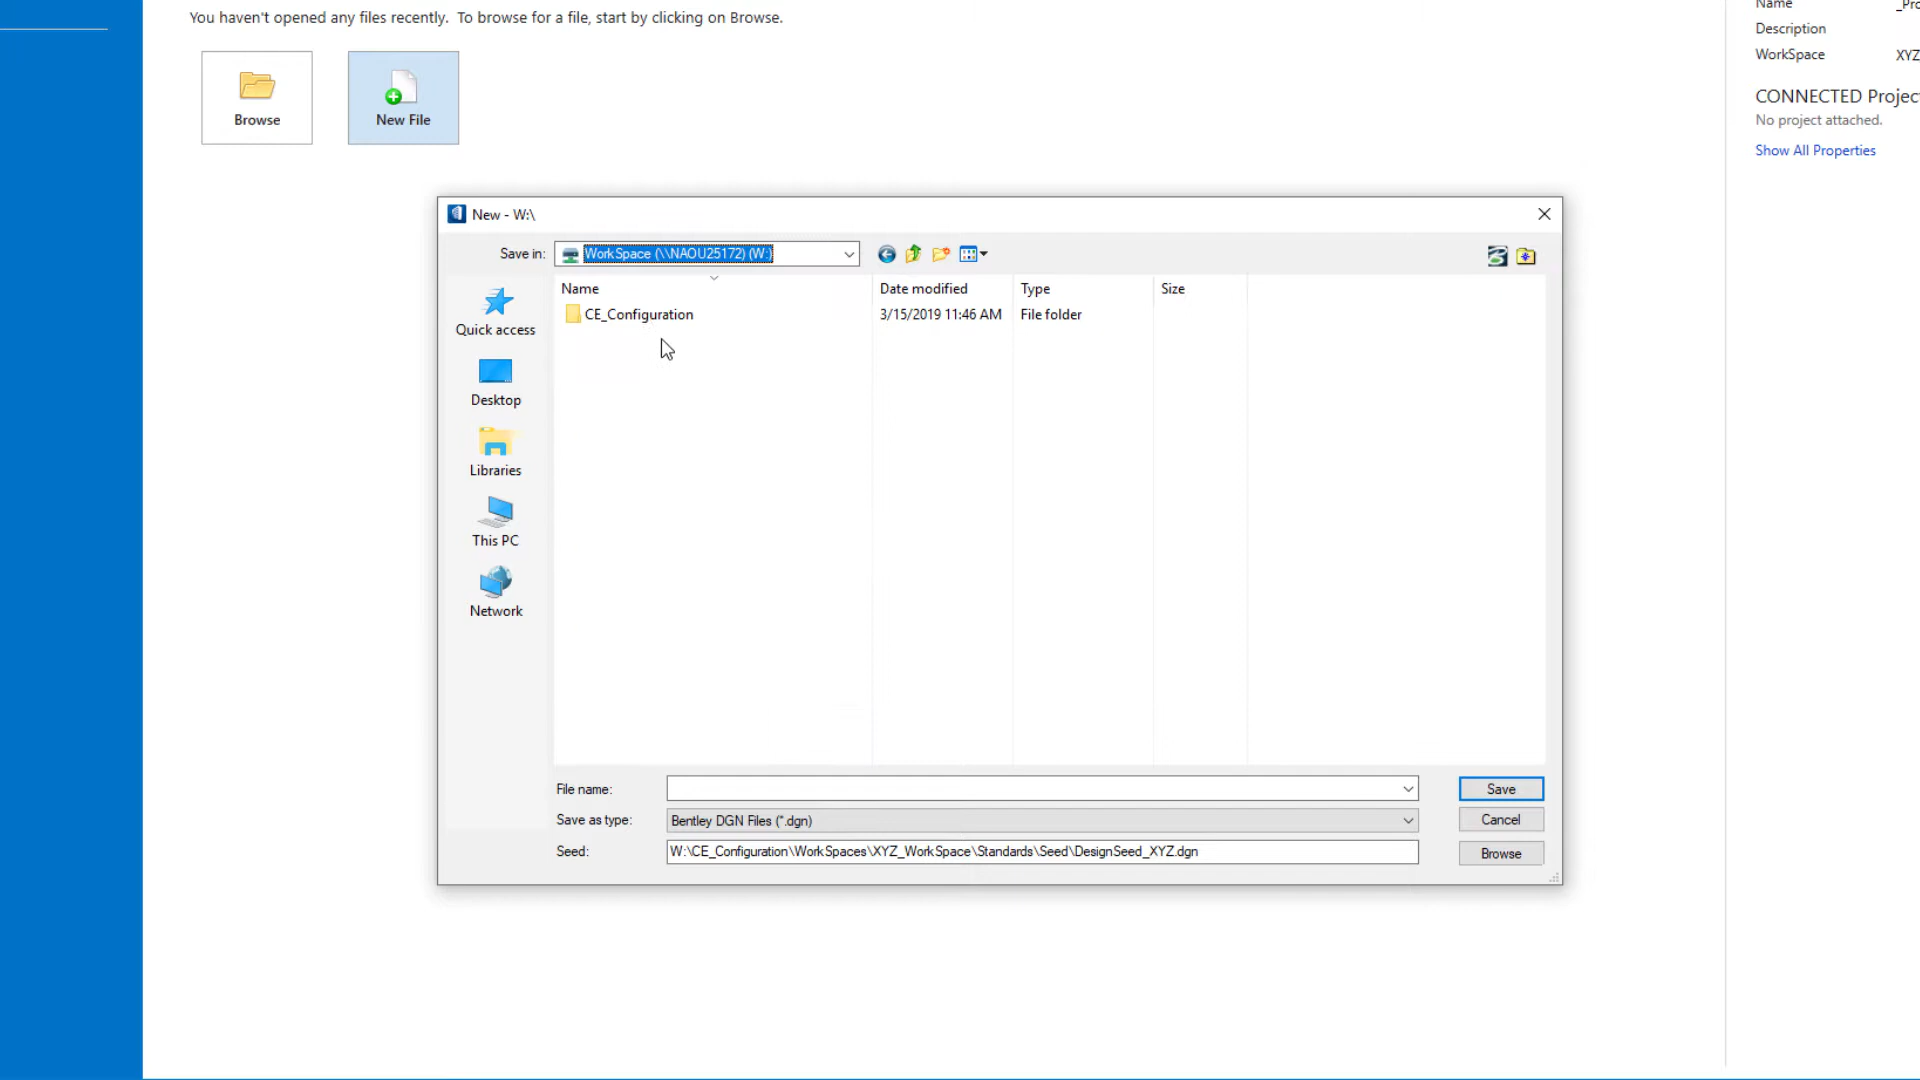 You haven't opened any files recently.  To browse for a file, start by clicking on Browse.
Browse
New File
Name
Description
WorkSpace XYZ
CONNECTED Projec
No project attached.
Show All Properties
New - W:\
Save in: WorkSpace (\\NAOU25172) (W:)
Name Date modified Type Size
CE_Configuration 3/15/2019 11:46 AM File folder
Quick access
Desktop
Libraries
This PC
Network
File name: Save
Save as type: Bentley DGN Files (*.dgn) Cancel
Seed: W:\CE_Configuration\WorkSpaces\XYZ_WorkSpace\Standards\Seed\DesignSeed_XYZ.dgn Browse